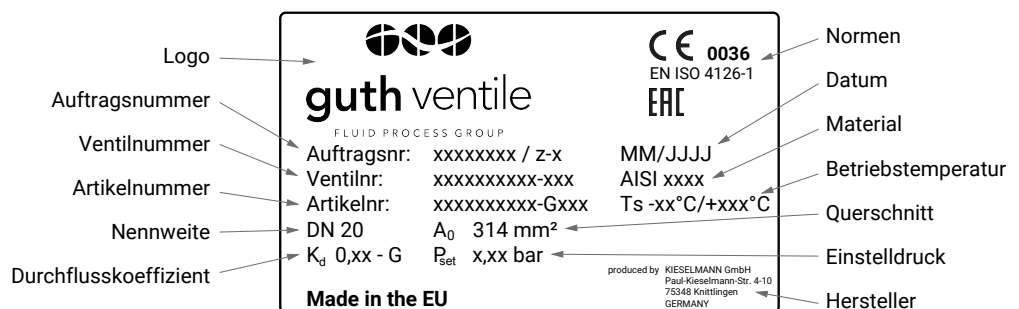 Logo
Auftragsnummer
Ventilnummer
Artikelnummer
Nennweite
Durchflusskoeffizient
guth ventile
FLUID PROCESS GROUP
CE 0036
EN ISO 4126-1
EAC
Auftragsnr: xxxxxxxx / z-x MM/JJJJ
Ventilnr: xxxxxxxxxx-xxx AISI xxxx
Artikelnr: xxxxxxxxxx-Gxxx Ts -xx°C/+xxx°C
DN 20 A0 314 mm²
Kd 0,xx - G Pset x,xx bar
Made in the EU
produced by KIESELMANN GmbH
Paul-Kieselmann-Str. 4-10
75348 Knittlingen
GERMANY
Normen
Datum
Material
Betriebstemperatur
Querschnitt
Einstelldruck
Hersteller